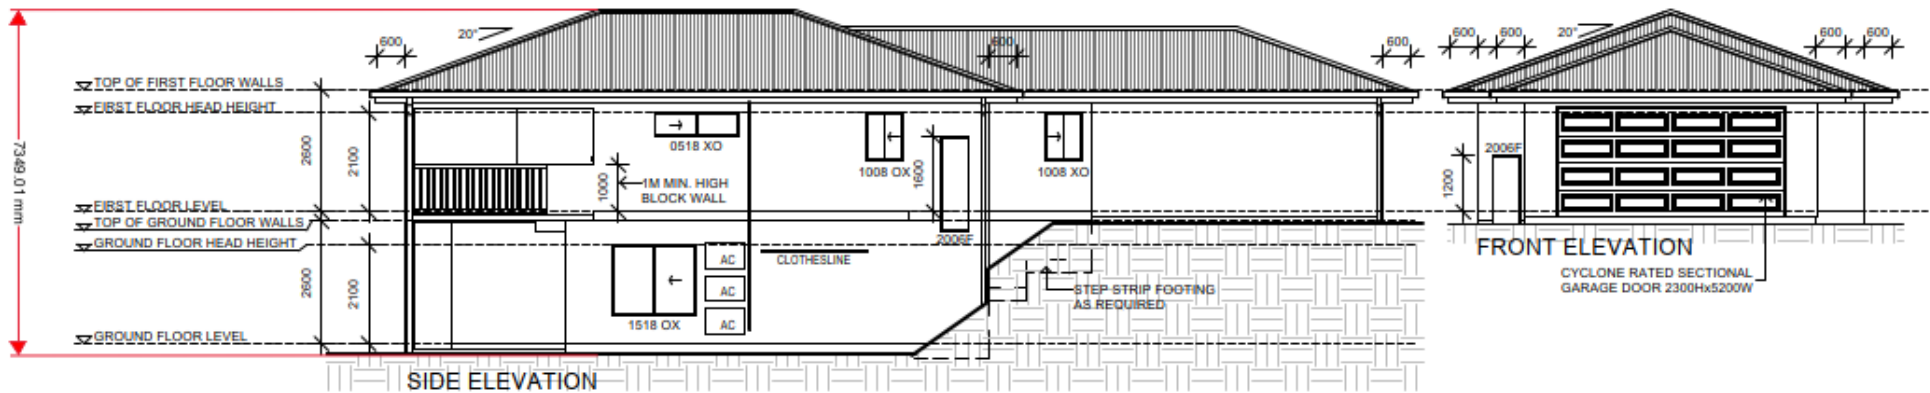 600
20°
600
600
600
600
20°
600
600
TOP OF FIRST FLOOR WALLS
FIRST FLOOR HEAD HEIGHT
7349.01 mm
2600
2100
0518 XO
1008 OX
1600
1008 XO
2006F
1200
1000
1M MIN. HIGH
BLOCK WALL
FIRST FLOOR LEVEL
TOP OF GROUND FLOOR WALLS
GROUND FLOOR HEAD HEIGHT
2006F
FRONT ELEVATION
CYCLONE RATED SECTIONAL
GARAGE DOOR 2300Hx5200W
2600
2100
AC
AC
AC
CLOTHESLINE
STEP STRIP FOOTING
AS REQUIRED
1518 OX
GROUND FLOOR LEVEL
SIDE ELEVATION